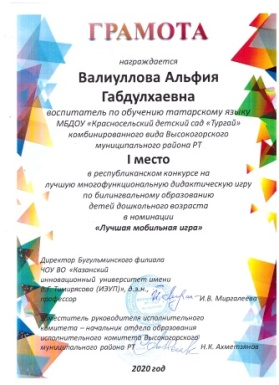 ГРАМОТА
награждается
Валиуллова Альфия
Габдулхаевна
воспитатель по обучению татарскому языку
МБДОУ «Красносельский детский сад «Тургай»
комбинированного вида Высокогорского
муниципального района РТ
I место
в республиканском конкурсе на
лучшую многофункциональную дидактическую игру
по билингвальному образованию
детей дошкольного возраста
в номинации
«Лучшая мобильная игра»
Директор Бугульминского филиала
ЧОУ ВО «Казанский
инновационный университет имени
В.Г. Тимирясова (ИЭУП)», д.э.н.,
профессор И.В. Миргалеева
Заместитель руководителя исполнительного
комитета – начальник отдела образования
исполнительного комитета Высокогорского
муниципального района РТ Н.К. Ахметзянов
2020 год